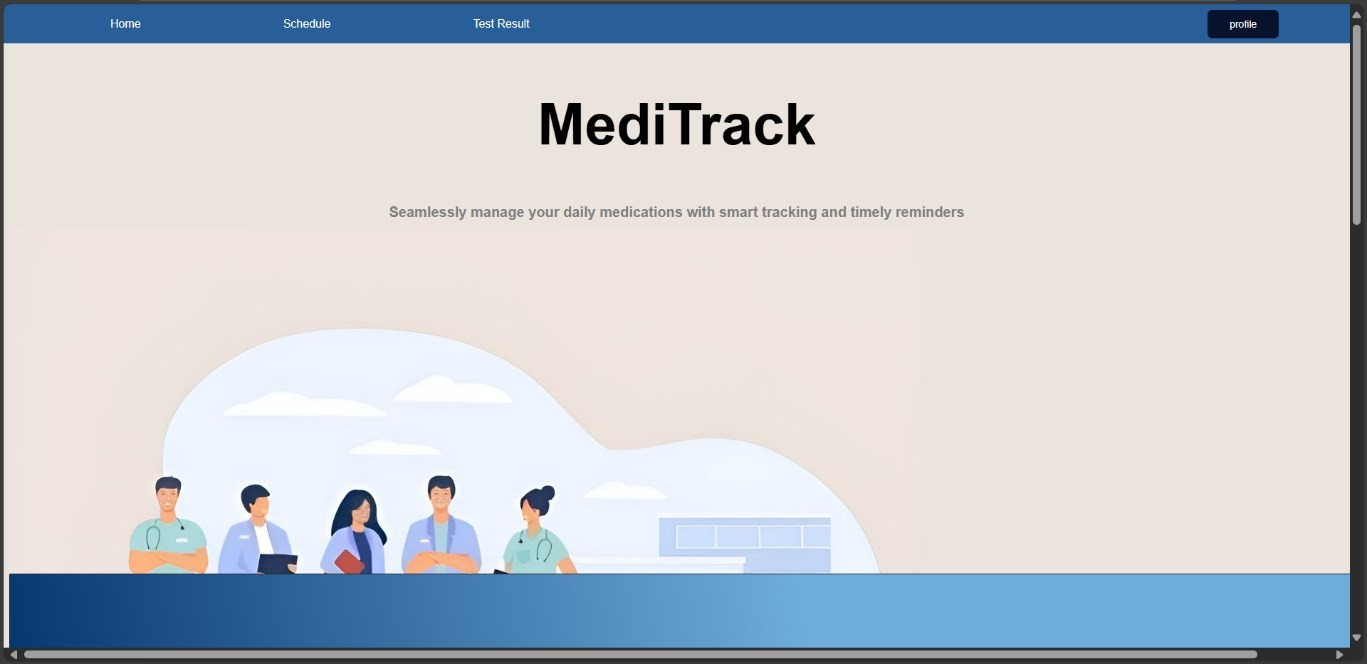 Home
Schedule
Test Result
profile
MediTrack
Seamlessly manage your daily medications with smart tracking and timely reminders